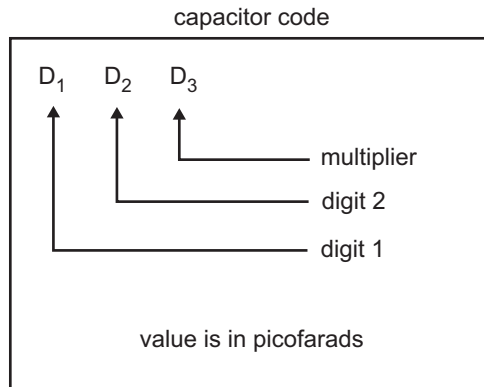 capacitor code
D₁ D₂ D₃
multiplier
digit 2
digit 1
value is in picofarads